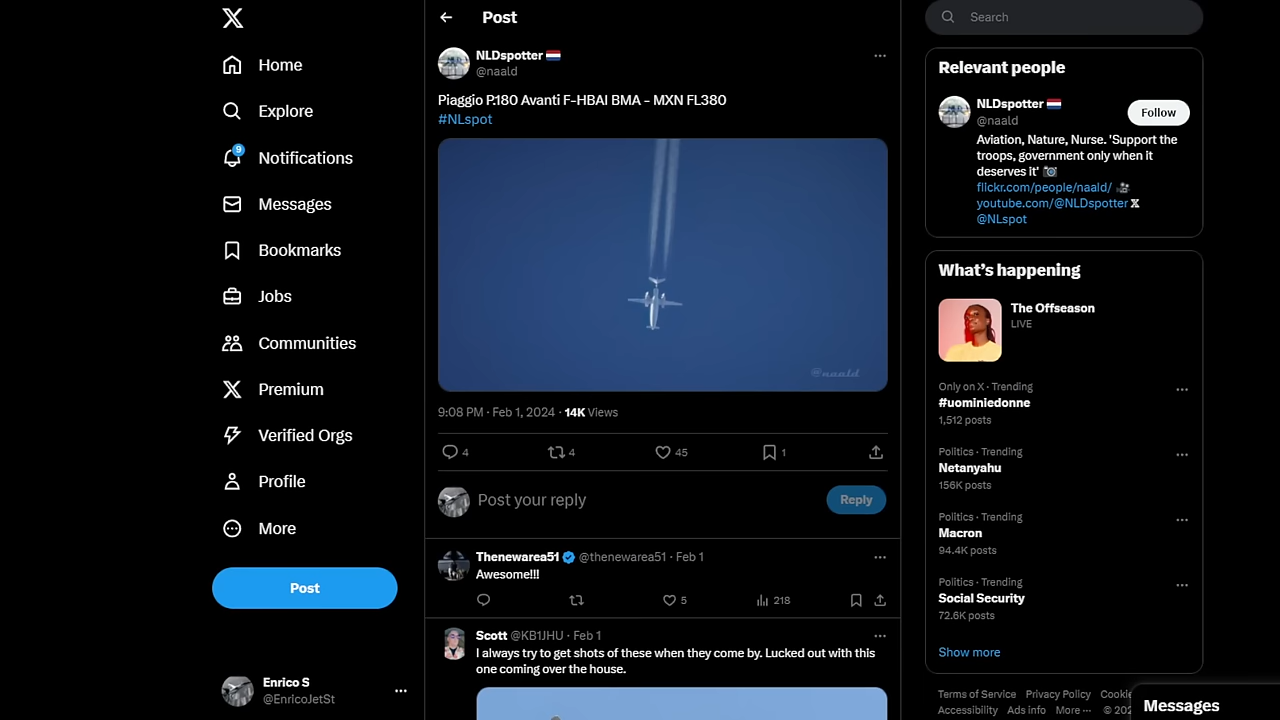 Home
Explore
9
Notifications
Messages
Bookmarks
Jobs
Communities
Premium
Verified Orgs
Profile
More
Post
Enrico S
@EnricoJetSt
Post
NLDspotter
@naald
Piaggio P.180 Avanti F-HBAI BMA - MXN FL380
#NLspot
@naald
9:08 PM · Feb 1, 2024 · 14K Views
4
4
45
1
Post your reply
Reply
Thenewarea51 @thenewarea51 · Feb 1
Awesome!!!
5
218
Scott @KB1JHU · Feb 1
I always try to get shots of these when they come by. Lucked out with this
one coming over the house.
Search
Relevant people
NLDspotter
@naald
Follow
Aviation, Nature, Nurse. 'Support the
troops, government only when it
deserves it'
flickr.com/people/naald/
youtube.com/@NLDspotter
@NLspot
What's happening
The Offseason
LIVE
Only on X · Trending
#uominiedonne
1,512 posts
Politics · Trending
Netanyahu
156K posts
Politics · Trending
Macron
94.4K posts
Politics · Trending
Social Security
72.6K posts
Show more
Terms of Service Privacy Policy
Accessibility Ads info More
Messages